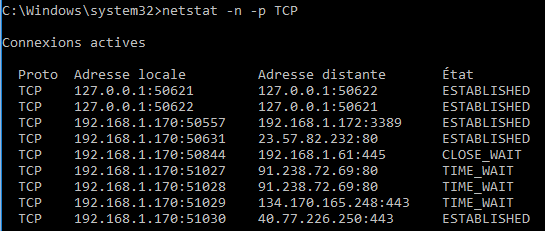 C:\Windows\system32>netstat -n -p TCP
Connexions actives
Proto Adresse locale Adresse distante État
TCP 127.0.0.1:50621 127.0.0.1:50622 ESTABLISHED
TCP 127.0.0.1:50622 127.0.0.1:50621 ESTABLISHED
TCP 192.168.1.170:50557 192.168.1.172:3389 ESTABLISHED
TCP 192.168.1.170:50631 23.57.82.232:80 ESTABLISHED
TCP 192.168.1.170:50844 192.168.1.61:445 CLOSE_WAIT
TCP 192.168.1.170:51027 91.238.72.69:80 TIME_WAIT
TCP 192.168.1.170:51028 91.238.72.69:80 TIME_WAIT
TCP 192.168.1.170:51029 134.170.165.248:443 TIME_WAIT
TCP 192.168.1.170:51030 40.77.226.250:443 ESTABLISHED